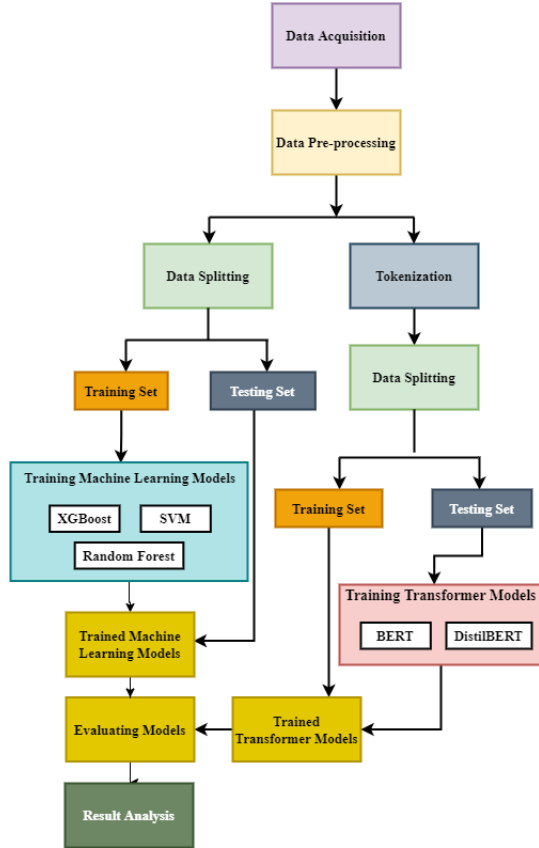 Data Acquisition
Data Pre-processing
Data Splitting
Tokenization
Training Set
Testing Set
Data Splitting
Training Machine Learning Models
XGBoost
SVM
Random Forest
Training Set
Testing Set
Training Transformer Models
BERT
DistilBERT
Trained Machine
Learning Models
Evaluating Models
Trained
Transformer Models
Result Analysis